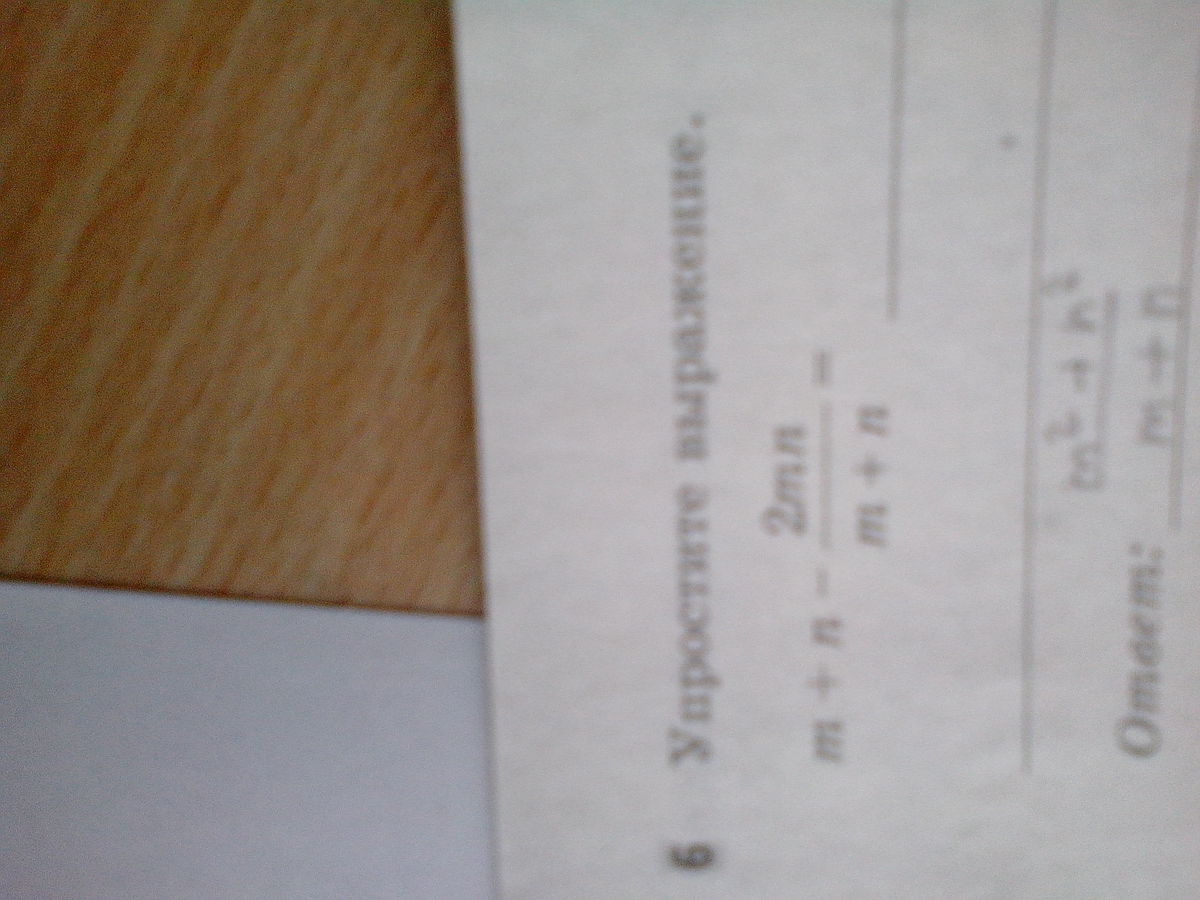 6 Упростите выражение.
m + n − 2mn/(m + n) =
Ответ: (m² + n²)/(m + n)